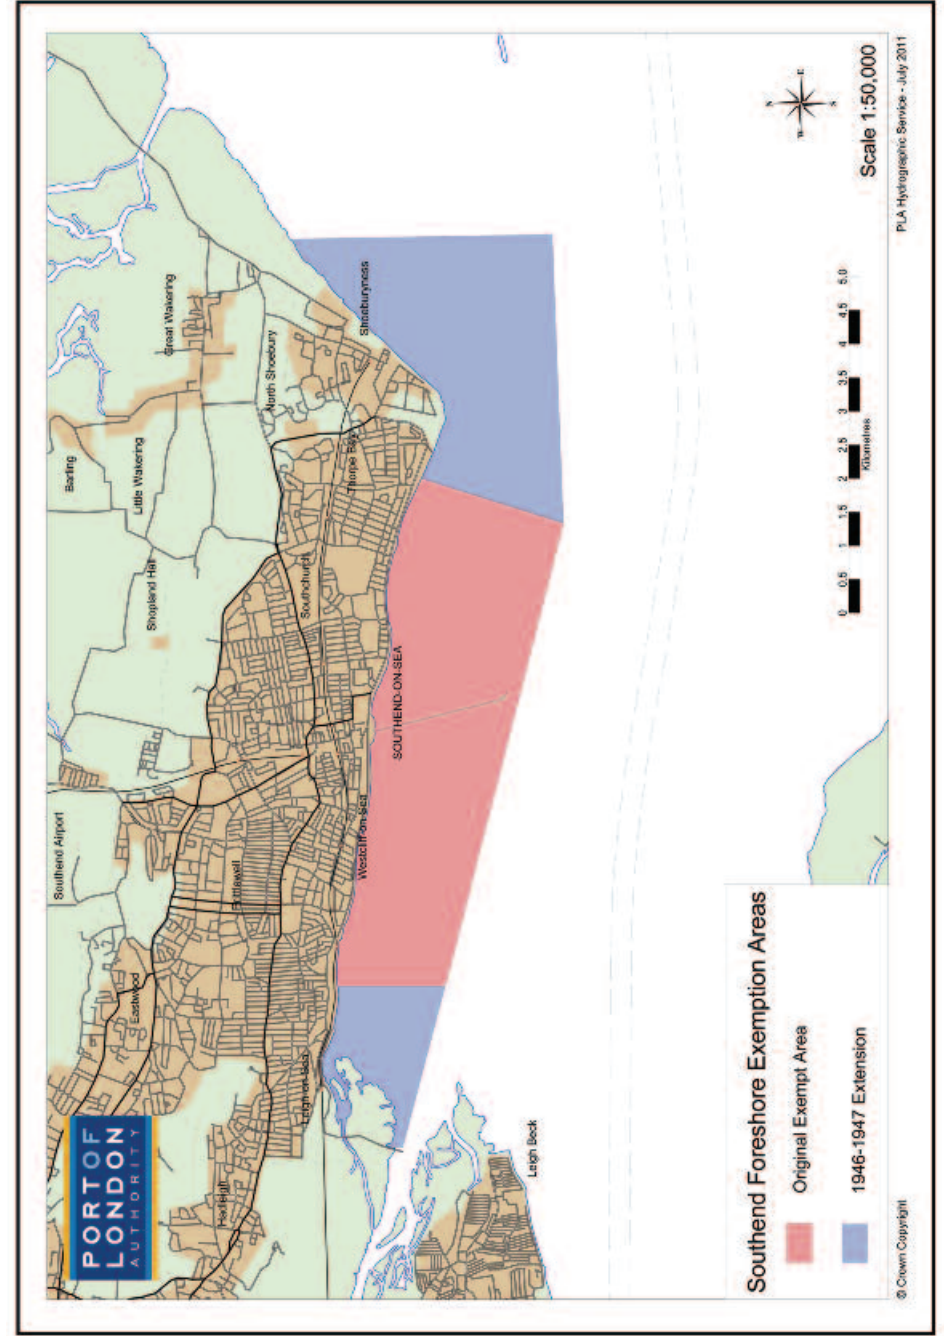 PORT OF
LONDON
AUTHORITY
Southend Airport
Barling
Eastwood
Shopland Hall
Little Wakering
Great Wakering
Hadleigh
Prittlewell
North Shoebury
Leigh-on-Sea
Southchurch
Westcliff-on-Sea
Thorpe Bay
Shoeburyness
SOUTHEND-ON-SEA
Leigh Beck
N
E
S
W
Southend Foreshore Exemption Areas
Original Exempt Area
1946-1947 Extension
0 0.5 1 1.5 2 2.5 3 3.5 4 4.5 5.0
Kilometres
Scale 1:50,000
© Crown Copyright
PLA Hydrographic Service - July 2011